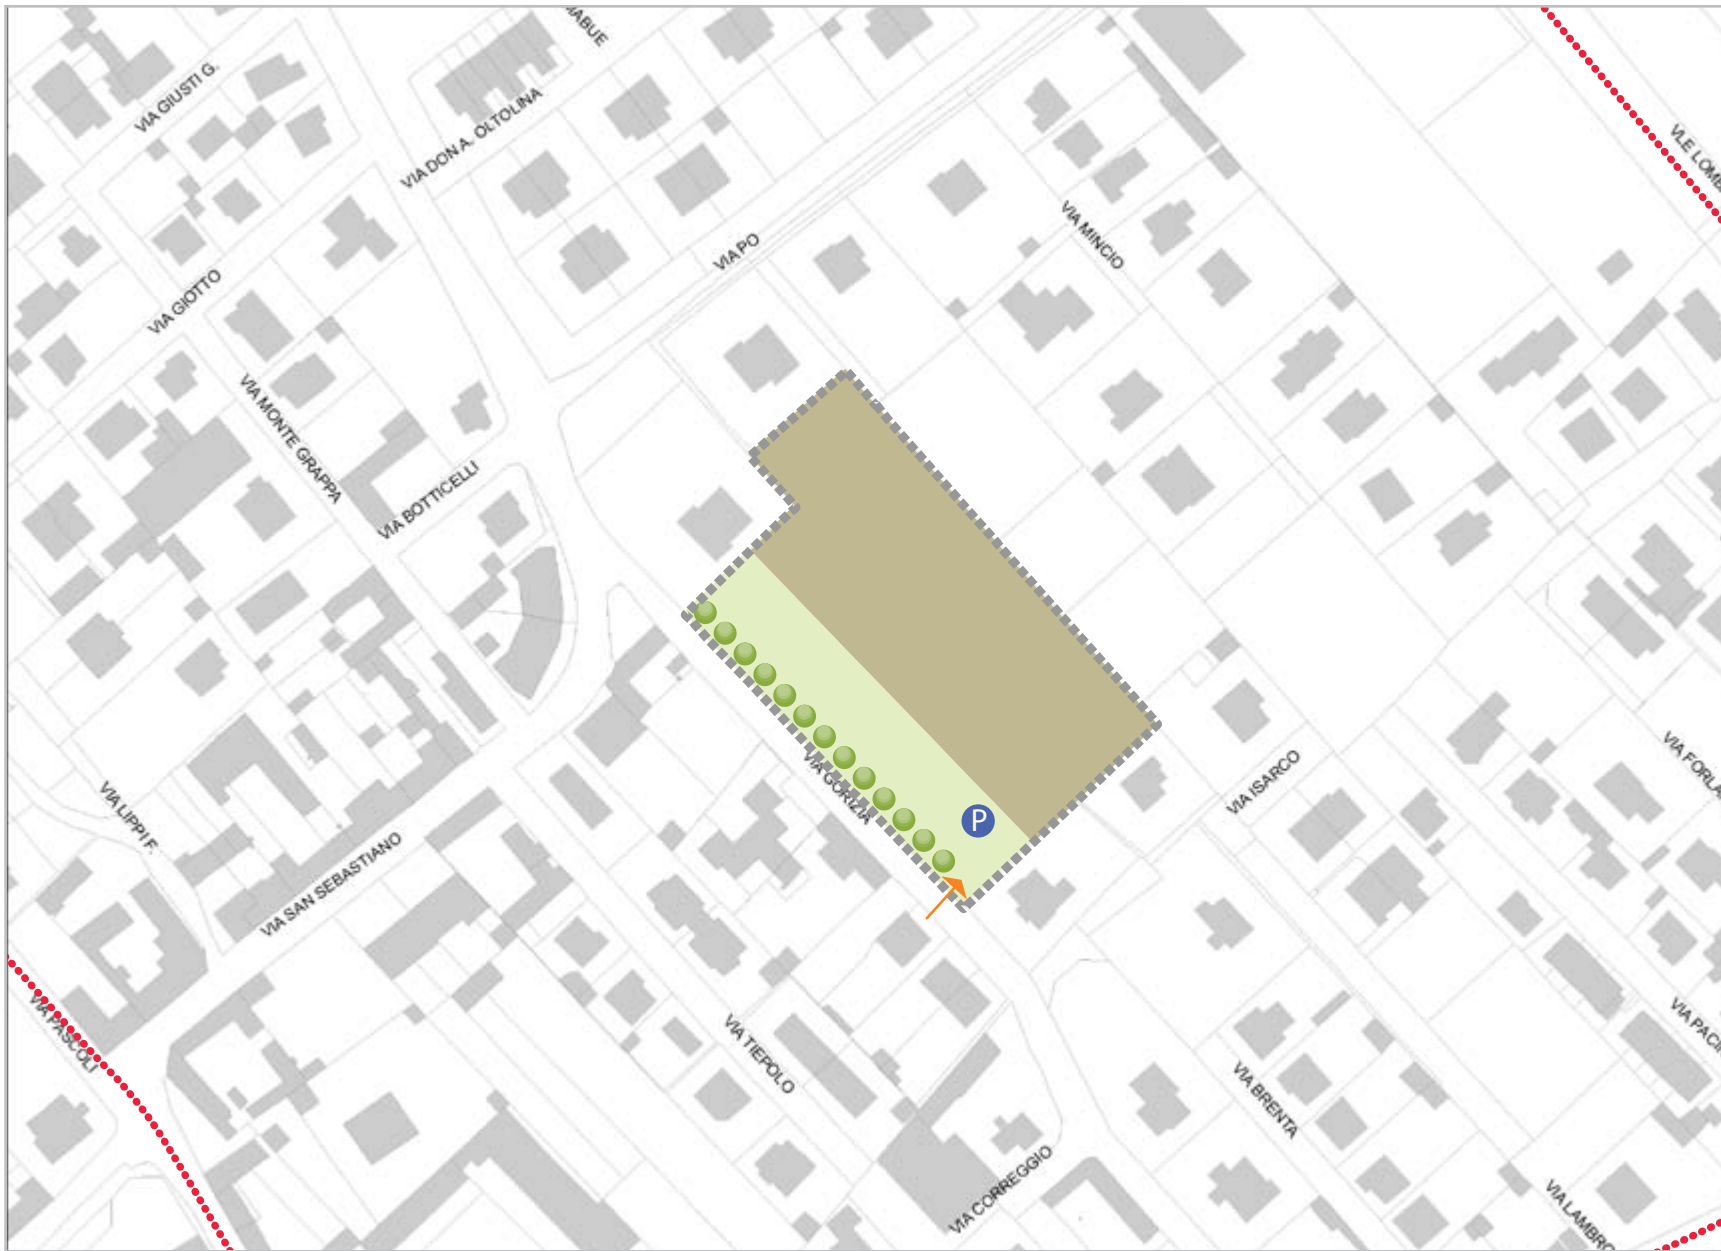 VIA GIUSTI G.
VIA DON A. OLTOLINA
VLE LOMB
VIA PO
VIA MINCIO
VIA GIOTTO
VIA MONTE GRAPPA
VIA BOTTICELLI
VIA GORIZIA
P
VIA ISARCO
VIA FORLA
VIA LIPPI F.
VIA SAN SEBASTIANO
VIA PASCOLI
VIA TIEPOLO
VIA PACI
VIA BRENTA
VIA CORREGGIO
VIA LAMBRO